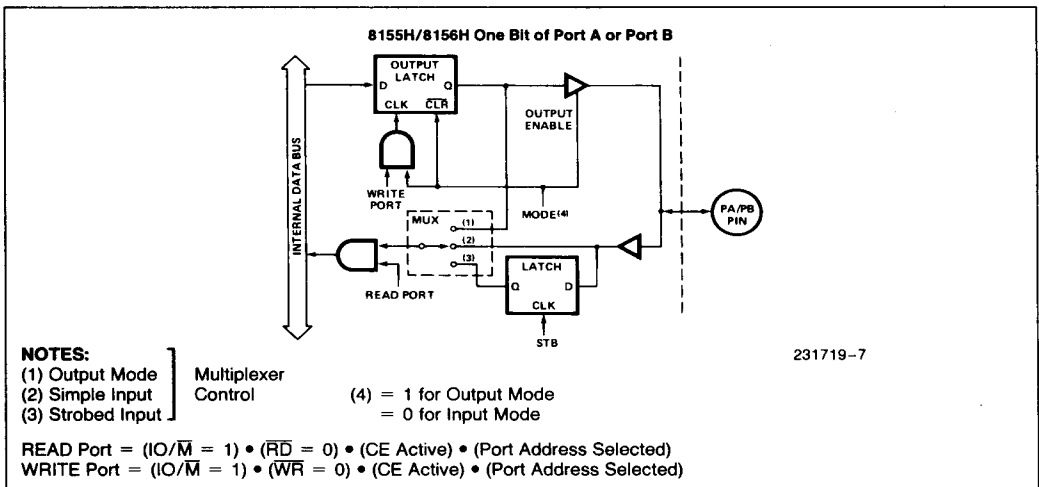 8155H/8156H One Bit of Port A or Port B
OUTPUT
LATCH
D Q
CLK C̅L̅R̅
OUTPUT
ENABLE
INTERNAL DATA BUS
WRITE
PORT
MODE(4)
PA/PB
PIN
MUX
(1)
(2)
(3)
READ PORT
LATCH
Q D
CLK
STB
231719-7
NOTES:
(1) Output Mode
(2) Simple Input
(3) Strobed Input
Multiplexer
Control
(4) = 1 for Output Mode
= 0 for Input Mode
READ Port = (IO/M̅ = 1) • (R̅D̅ = 0) • (CE Active) • (Port Address Selected)
WRITE Port = (IO/M̅ = 1) • (W̅R̅ = 0) • (CE Active) • (Port Address Selected)